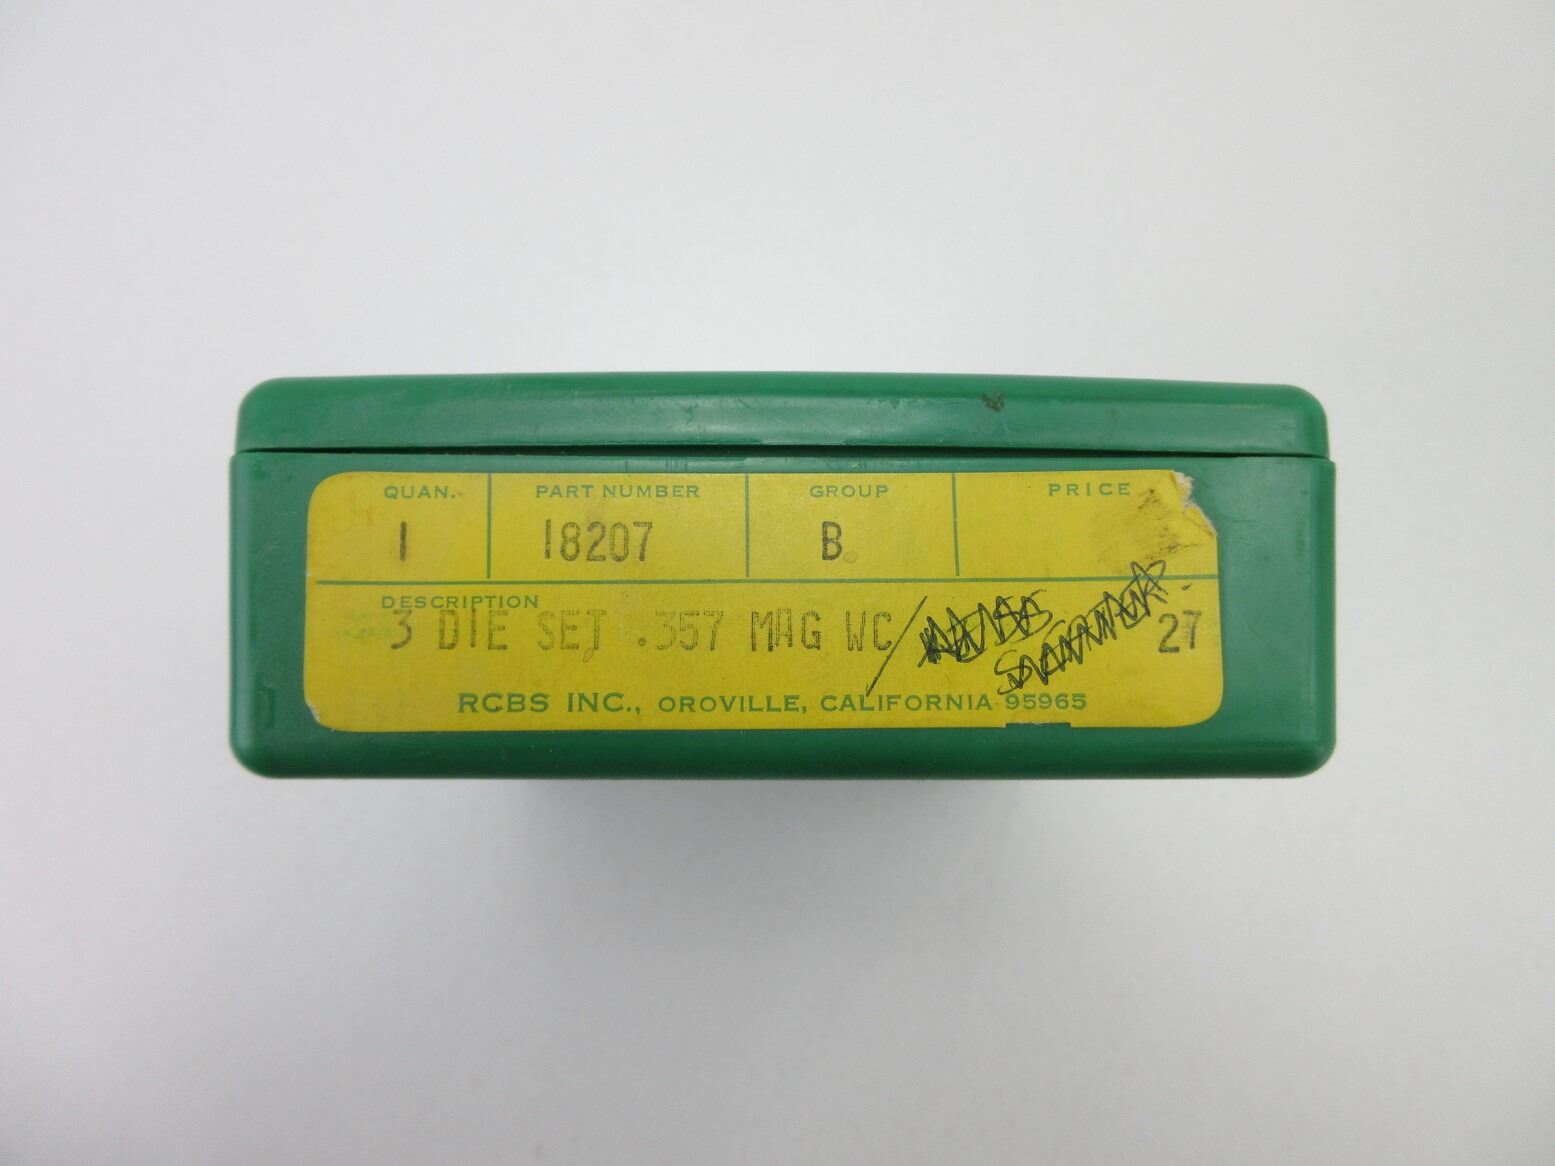 QUAN. PART NUMBER GROUP PRICE
1 18207 B
DESCRIPTION
3 DIE SET .357 MAG WC/ 27
RCBS INC., OROVILLE, CALIFORNIA 95965